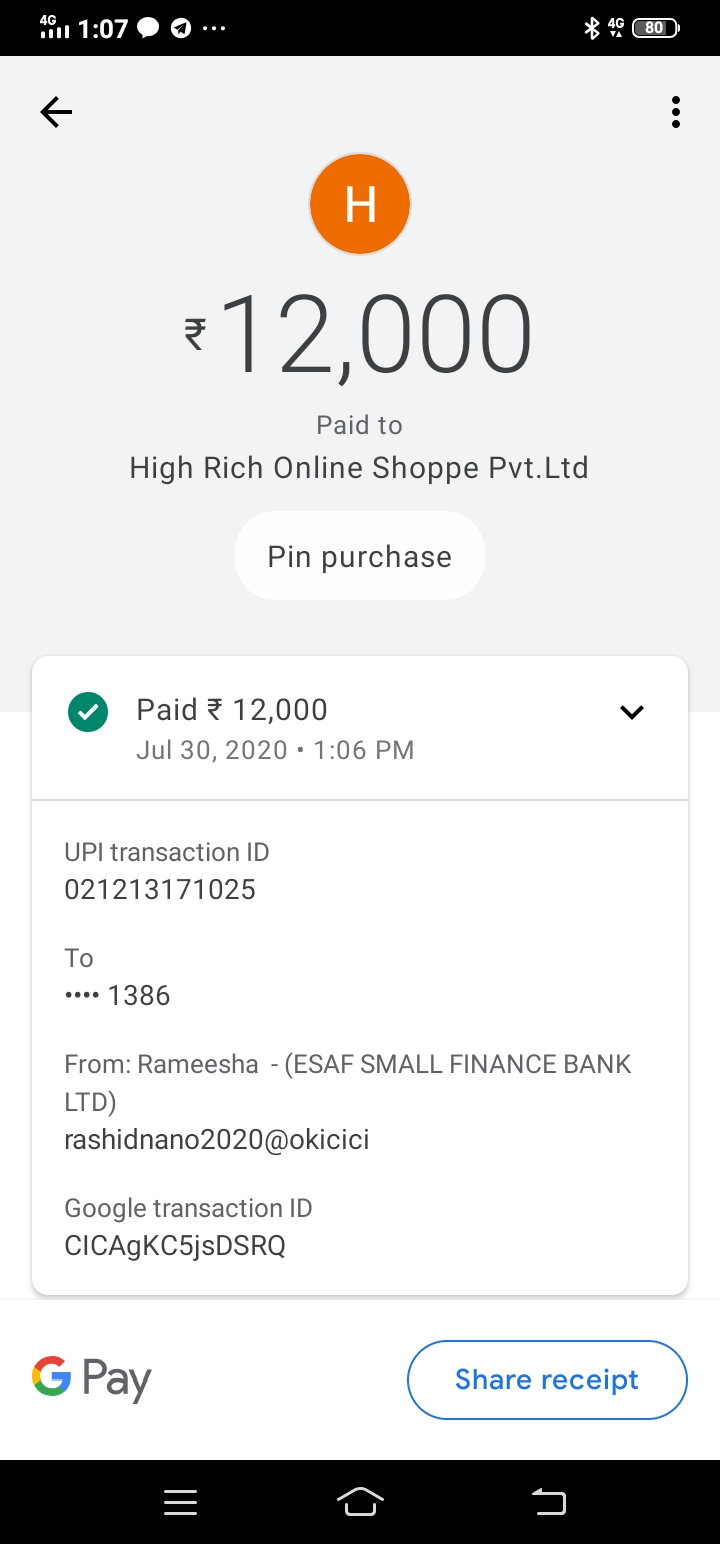 4G 1:07 ... 4G 80
H
₹12,000
Paid to
High Rich Online Shoppe Pvt.Ltd
Pin purchase
Paid ₹ 12,000
Jul 30, 2020 • 1:06 PM
UPI transaction ID
021213171025
To
•••• 1386
From: Rameesha - (ESAF SMALL FINANCE BANK
LTD)
rashidnano2020@okicici
Google transaction ID
CICAgKC5jsDSRQ
G Pay
Share receipt